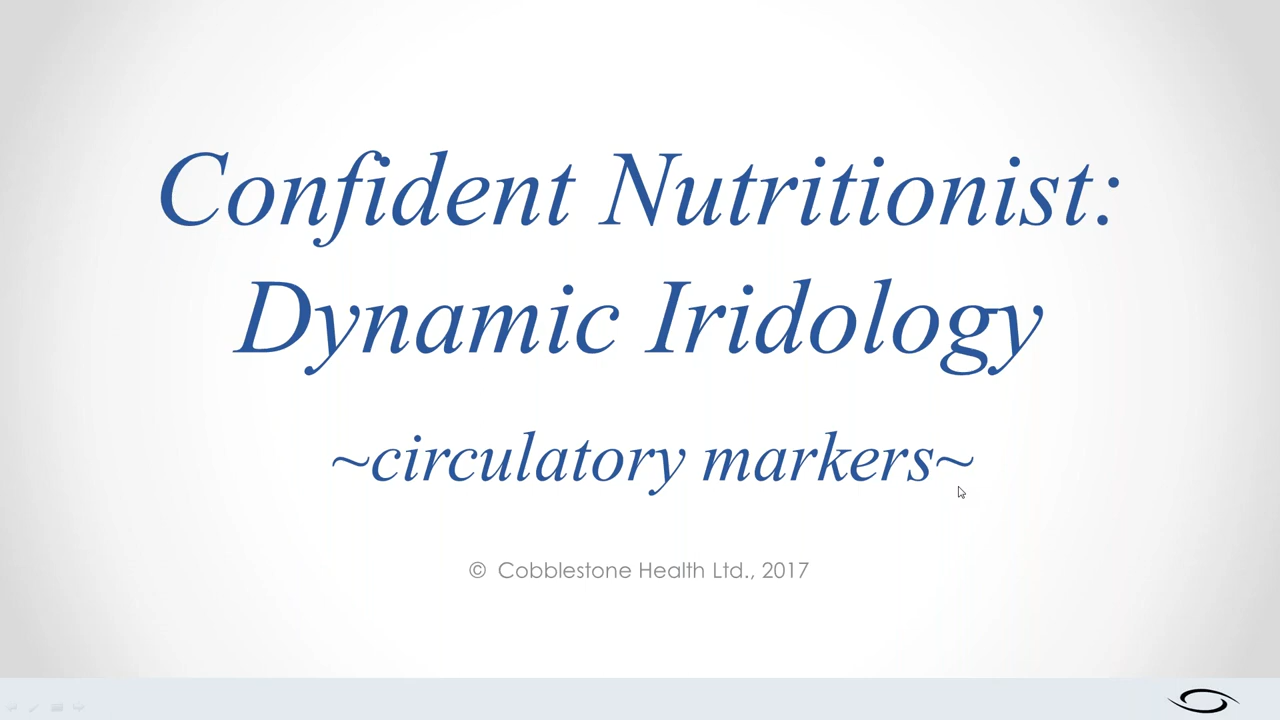 Confident Nutritionist:
Dynamic Iridology
~circulatory markers~
© Cobblestone Health Ltd., 2017